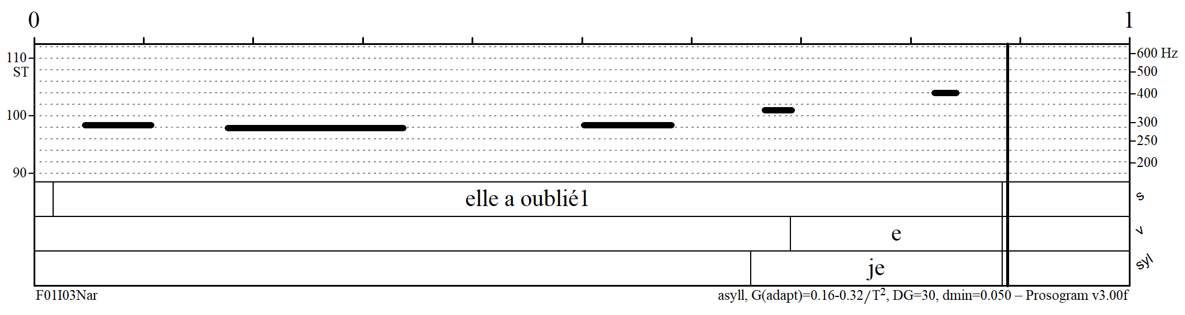 0 1
110 600 Hz
ST 500
400
100 300
250
90 200
elle a oublié1 s
e v
je syl
F01I03Nar asyll, G(adapt)=0.16-0.32/T², DG=30, dmin=0.050 – Prosogram v3.00f